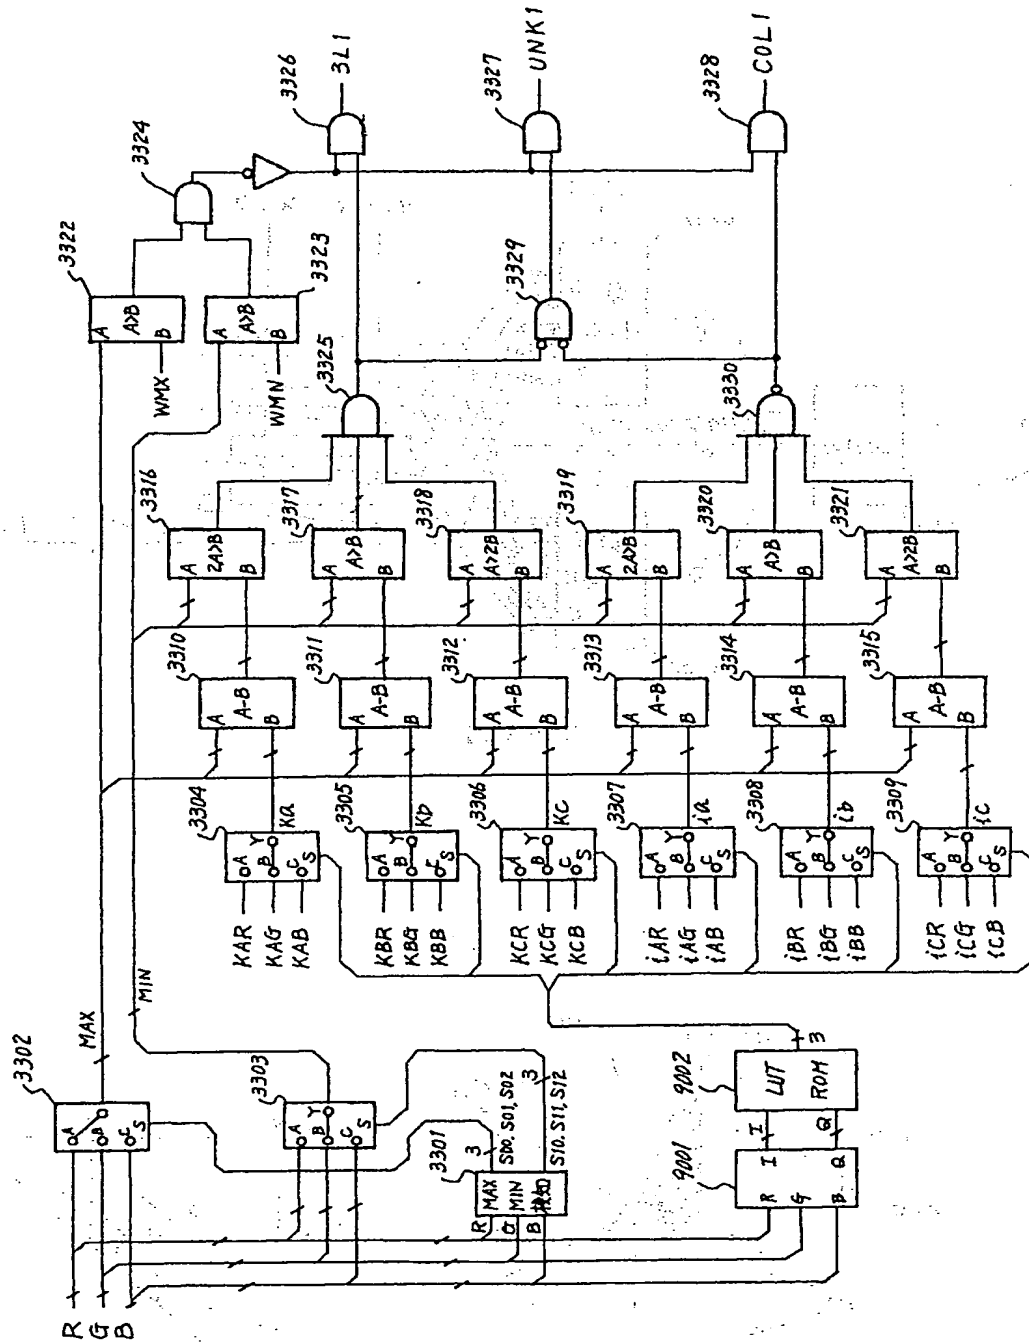 R
G
B
3302
A
B
C
S
MAX
MIN
3303
A
B
C
Y
S
3301
R
G
B
MAX
MIN
検知
3
S00, S01, S02
3
S10, S11, S12
9001
R
G
B
I
Q
I
Q
9002
LUT
ROM
3
KAR
KAG
KAB
A
B
C
Y
S
3304
Ka
KBR
KBG
KBB
A
B
C
Y
S
3305
Kb
KCR
KCG
KCB
A
B
C
Y
S
3306
KC
iAR
iAG
iAB
A
B
C
Y
S
3307
ia
iBR
iBG
iBB
A
B
C
Y
S
3308
ib
iCR
iCG
iCB
A
B
C
Y
S
3309
ic
3310
A
A-B
B
3311
A
A-B
B
3312
A
A-B
B
3313
A
A-B
B
3314
A
A-B
B
3315
A
A-B
B
3316
A
2A>B
B
3317
A
A>B
B
3318
A
A>2B
B
3319
A
2A>B
B
3320
A
A>B
B
3321
A
A>2B
B
3322
A
A>B
B
WMX
3323
A
A>B
B
WMN
3324
3325
3330
3329
3326
3327
3328
UNK1
COL1